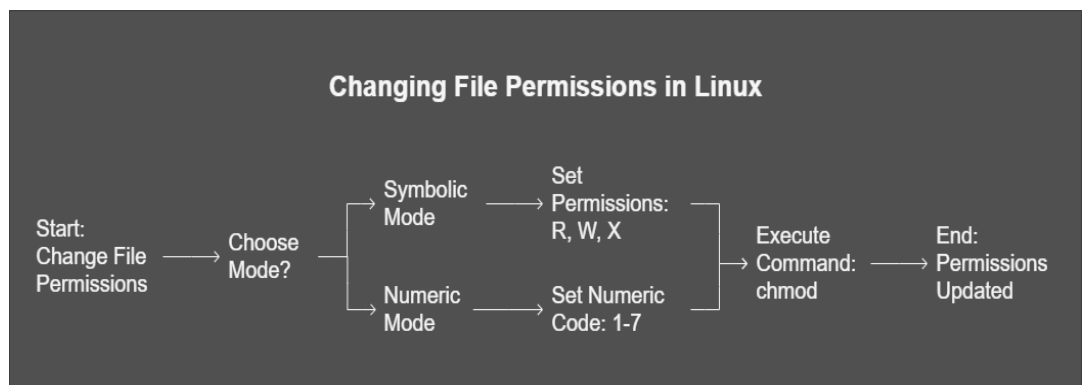 Changing File Permissions in Linux
Start:
Change File
Permissions
Choose
Mode?
Symbolic
Mode
Set
Permissions:
R, W, X
Numeric
Mode
Set Numeric
Code: 1-7
Execute
Command:
chmod
End:
Permissions
Updated